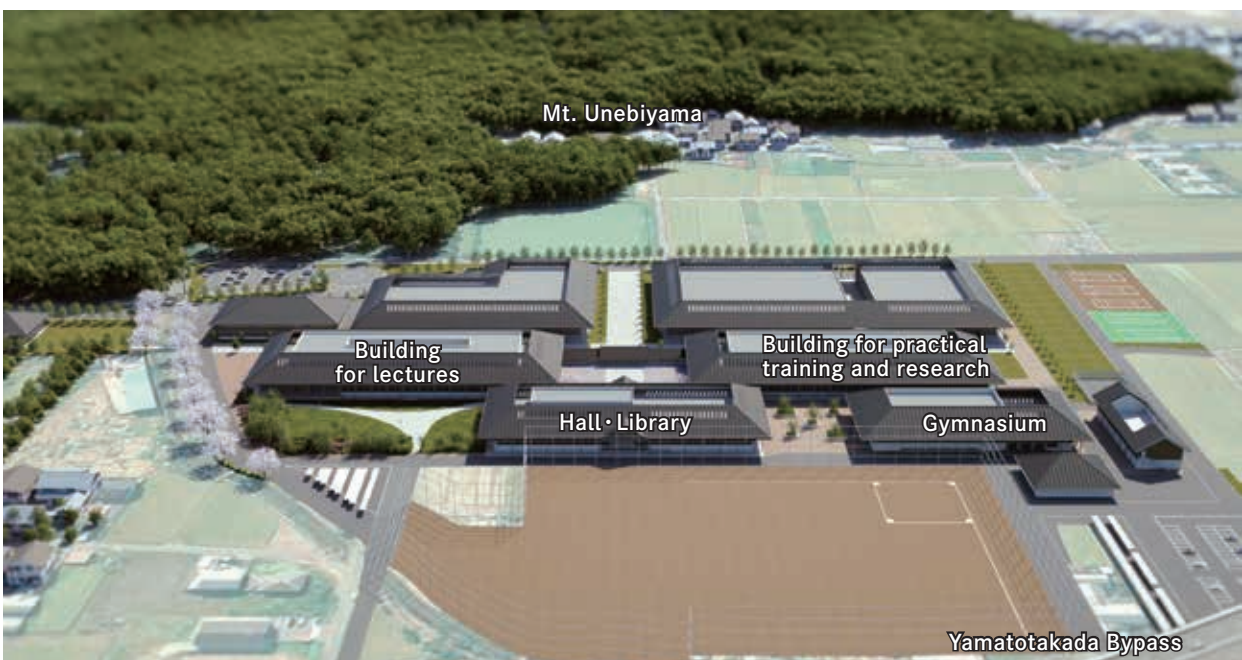 Mt. Unebiyama
Building
for lectures
Building for practical
training and research
Hall・Library
Gymnasium
Yamatotakada Bypass